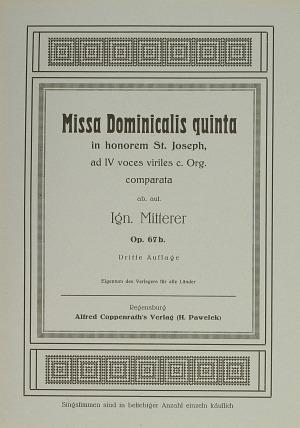 Missa Dominicalis quinta
in honorem St. Joseph,
ad IV voces viriles c. Org.
comparata
ab. aut.
Ign. Mitterer
Op. 67 b.
Dritte Auflage
Eigentum des Verlegers für alle Länder
Regensburg
Alfred Coppenrath's Verlag (H. Pawelek)
Singstimmen sind in beliebiger Anzahl einzeln käuflich